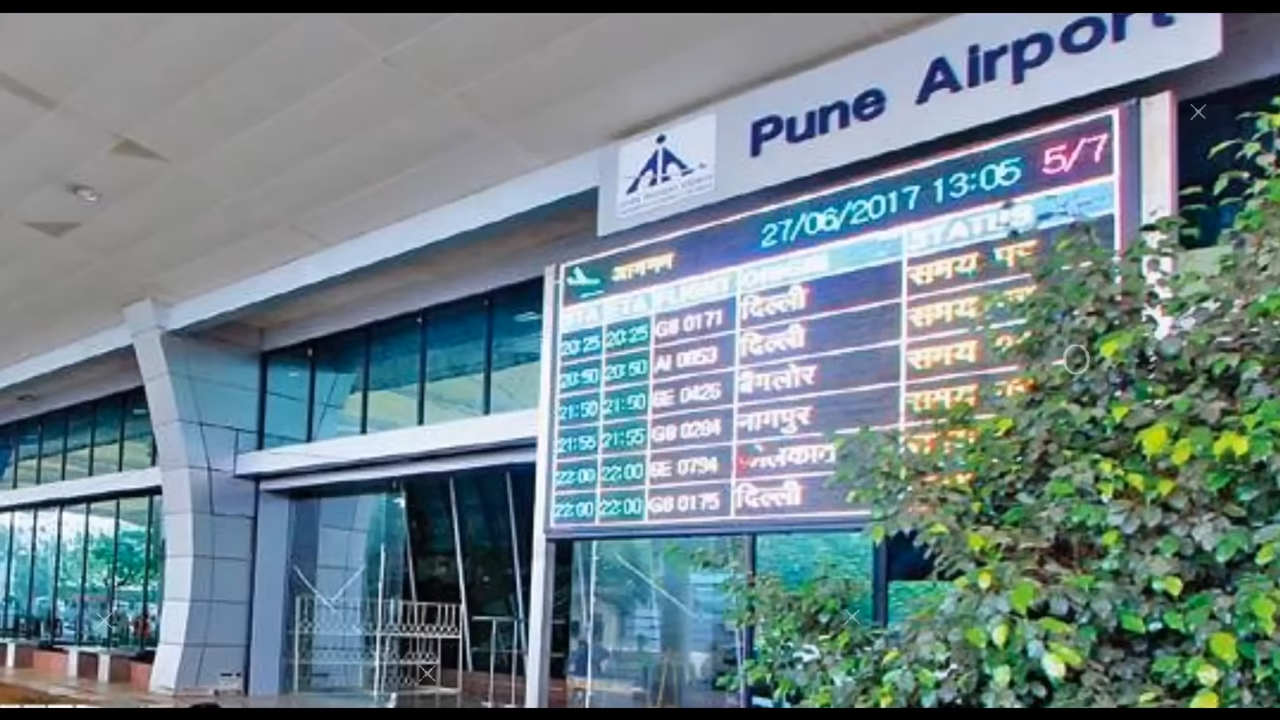 Pune Airport
27/06/2017 13:05 5/7
आगमन
STA ETA FLIGHT ORIGIN STATUS
20:25 20:25 G8 0171 दिल्ली समय पर
20:50 20:50 AI 0853 दिल्ली समय
21:50 21:50 6E 0426 बैंगलोर समय
21:55 21:55 G8 0284 नागपुर
22:00 22:00 6E 0794
22:00 22:00 G8 0175 दिल्ली